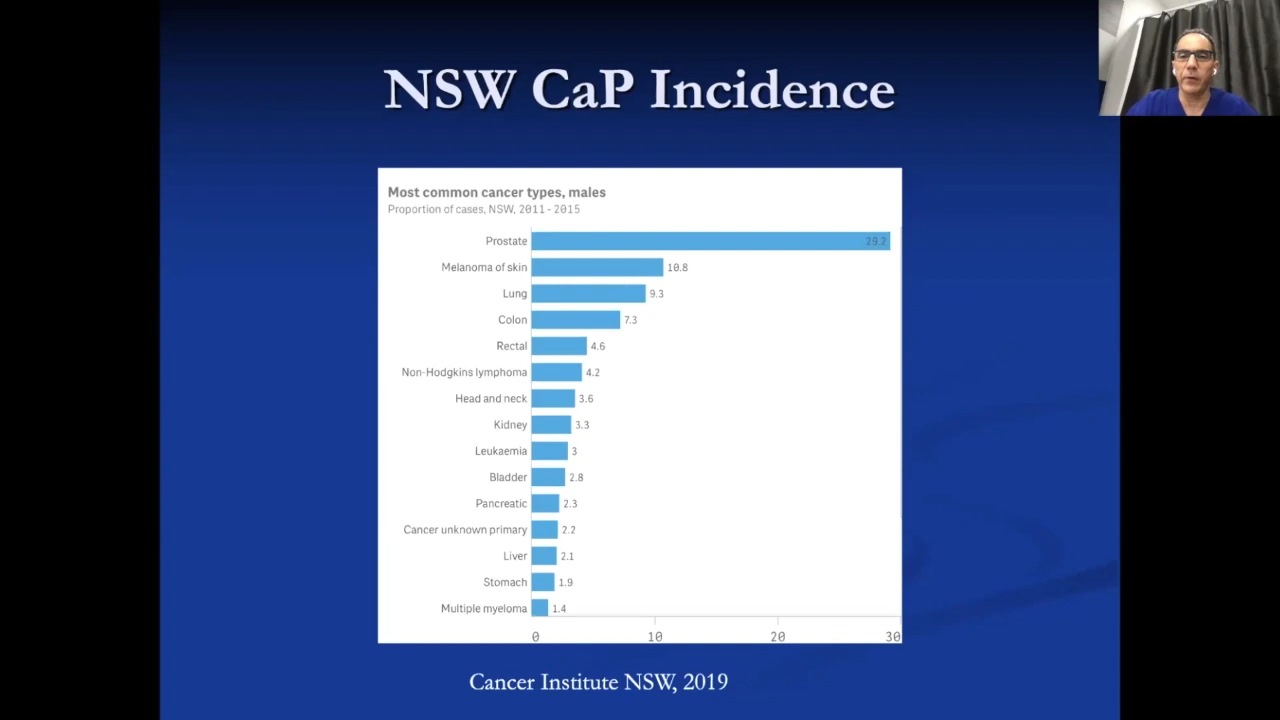 NSW CaP Incidence
Most common cancer types, males
Proportion of cases, NSW, 2011 - 2015
Prostate 29.2
Melanoma of skin 10.8
Lung 9.3
Colon 7.3
Rectal 4.6
Non-Hodgkins lymphoma 4.2
Head and neck 3.6
Kidney 3.3
Leukaemia 3
Bladder 2.8
Pancreatic 2.3
Cancer unknown primary 2.2
Liver 2.1
Stomach 1.9
Multiple myeloma 1.4
0 10 20 30
Cancer Institute NSW, 2019